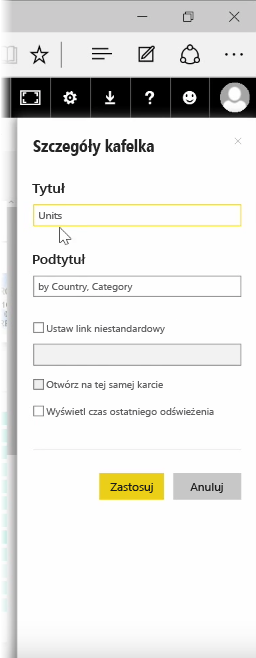 Szczegóły kafelka
Tytuł
Units
Podtytuł
by Country, Category
Ustaw link niestandardowy
Otwórz na tej samej karcie
Wyświetl czas ostatniego odświeżenia
Zastosuj
Anuluj